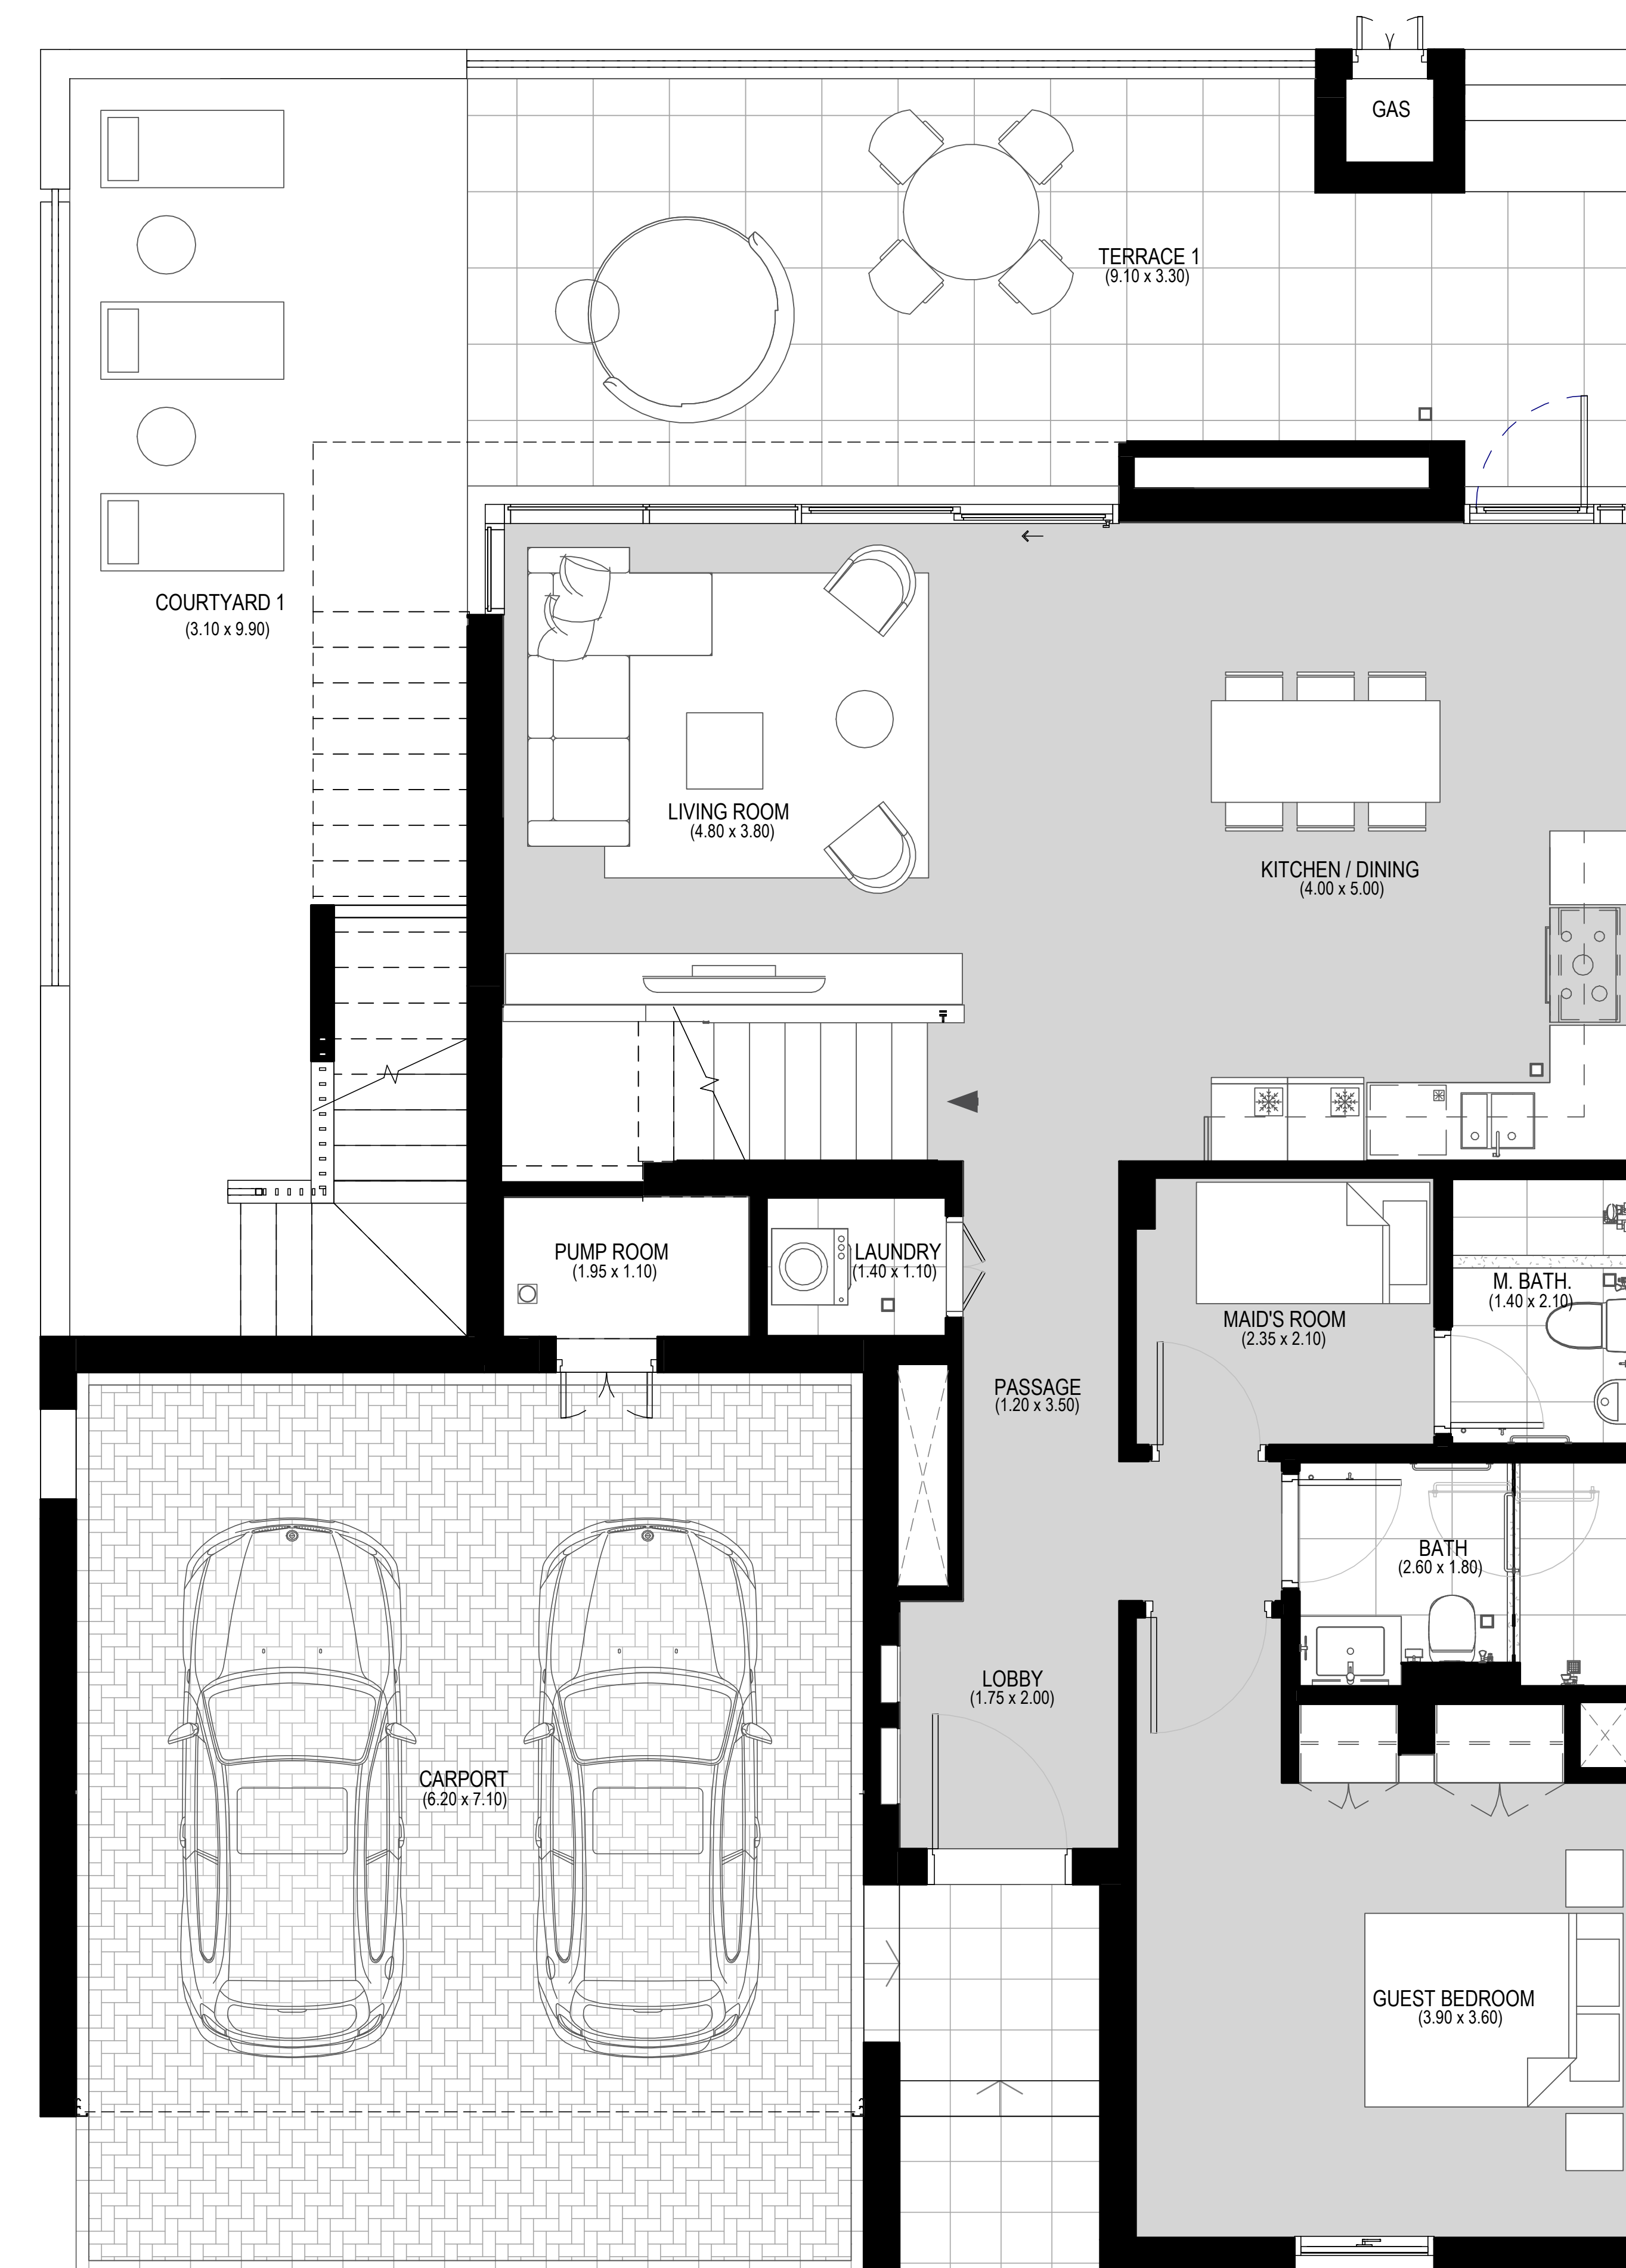 GAS
TERRACE 1
(9.10 x 3.30)
COURTYARD 1
(3.10 x 9.90)
LIVING ROOM
(4.80 x 3.80)
KITCHEN / DINING
(4.00 x 5.00)
PUMP ROOM
(1.95 x 1.10)
LAUNDRY
(1.40 x 1.10)
M. BATH.
(1.40 x 2.10)
MAID'S ROOM
(2.35 x 2.10)
PASSAGE
(1.20 x 3.50)
BATH
(2.60 x 1.80)
LOBBY
(1.75 x 2.00)
CARPORT
(6.20 x 7.10)
GUEST BEDROOM
(3.90 x 3.60)